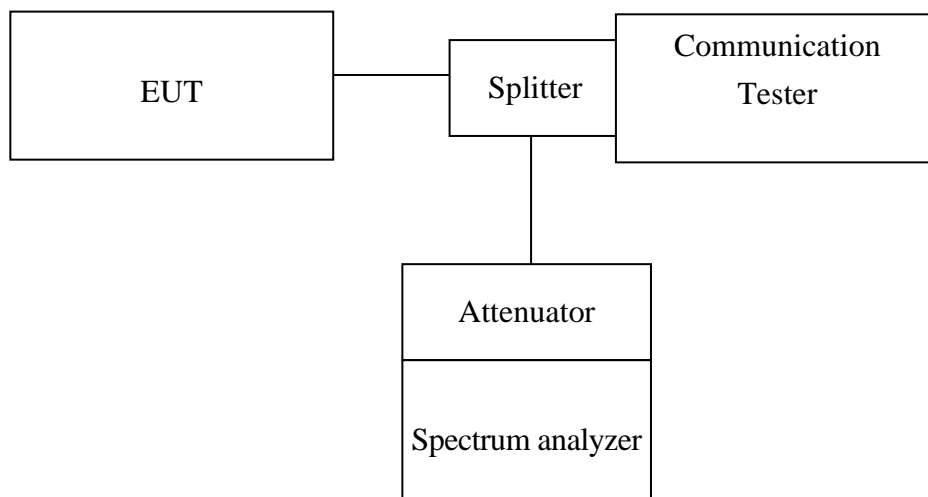 EUT
Splitter
Communication
Tester
Attenuator
Spectrum analyzer